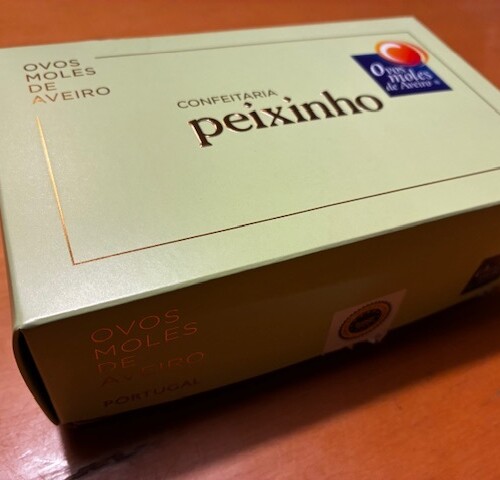 OVOS
MOLES
DE
AVEIRO
CONFEITARIA
peixinho
Ovos
moles
de Aveiro
OVOS
MOLES
DE
AVEIRO
PORTUGAL